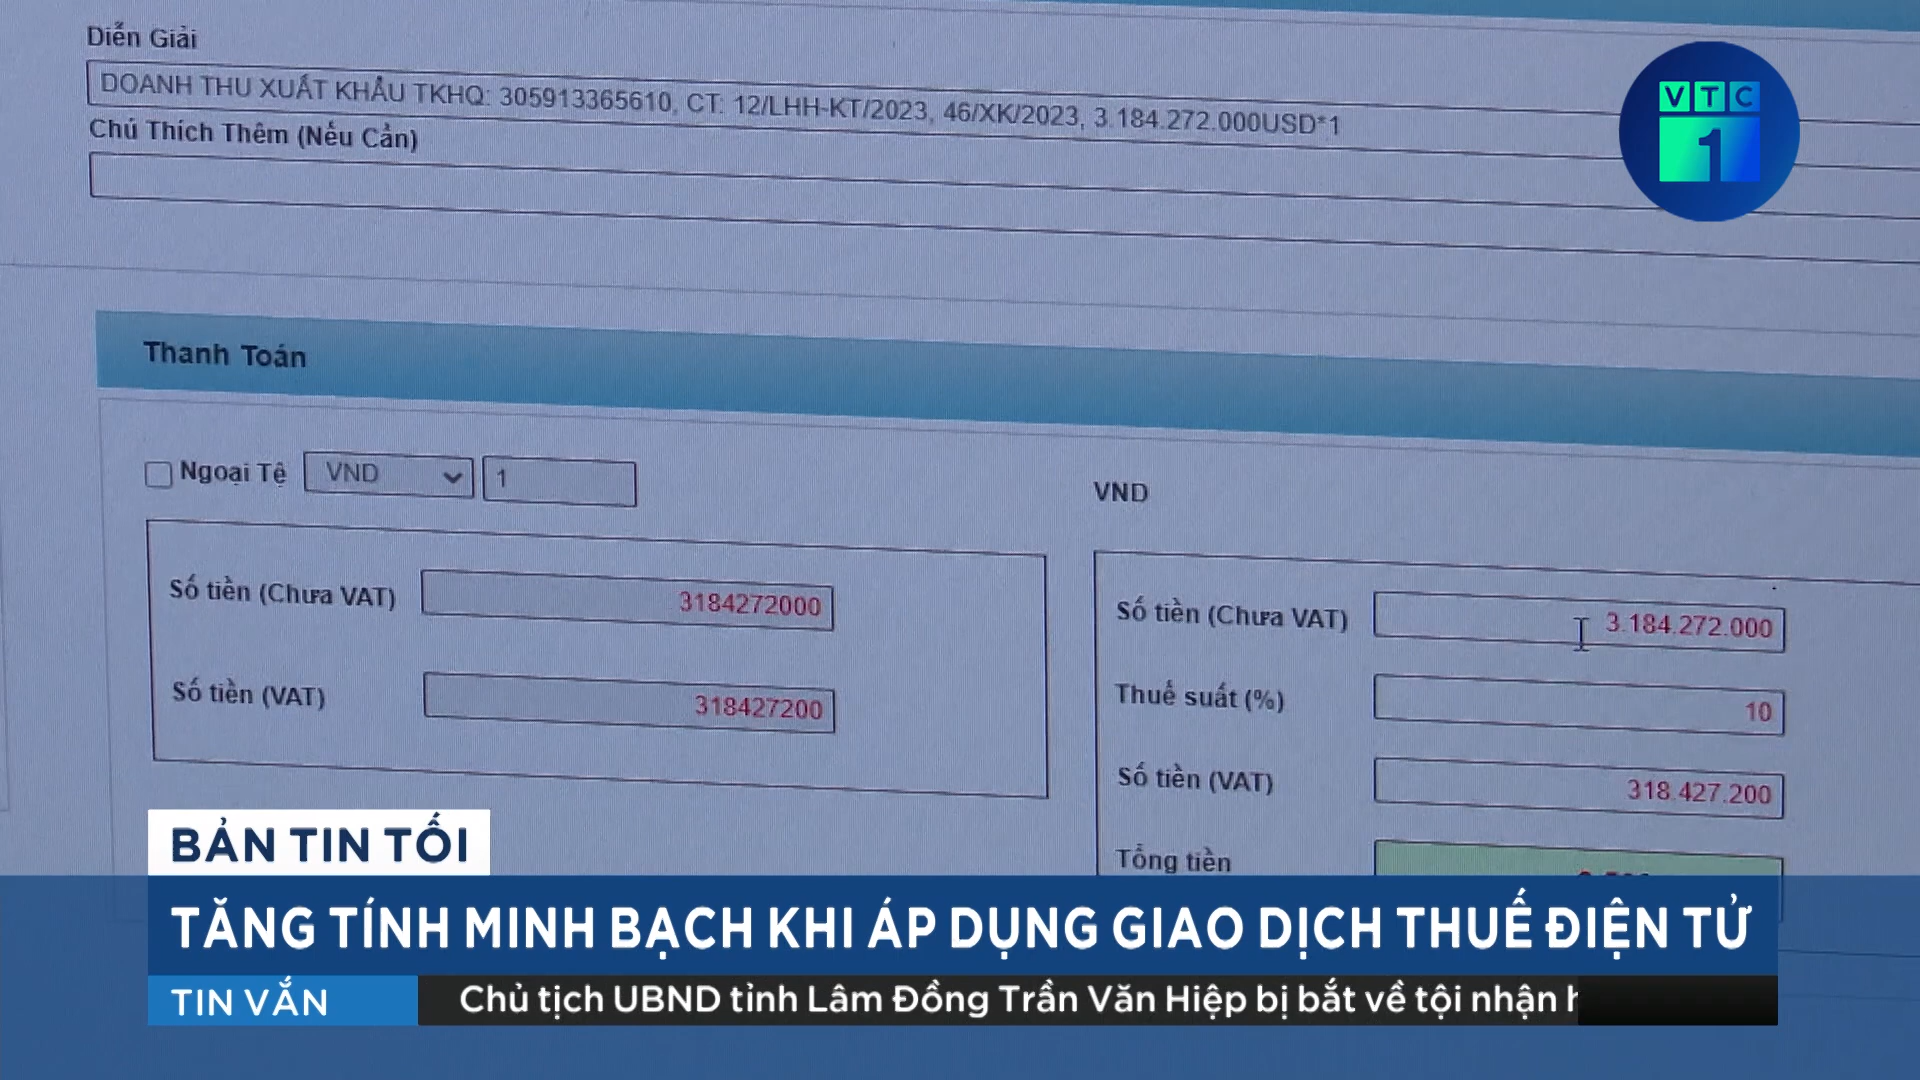 Diễn Giải
DOANH THU XUẤT KHẨU TKHQ: 305913365610, CT: 12/LHH-KT/2023, 46/XK/2023, 3.184.272.000USD*1
Chú Thích Thêm (Nếu Cần)
VTC
1
Thanh Toán
Ngoại Tệ VND 1
VND
Số tiền (Chưa VAT) 3184272000
Số tiền (VAT) 318427200
Số tiền (Chưa VAT) 3.184.272.000
Thuế suất (%) 10
Số tiền (VAT) 318.427.200
Tổng tiền
BẢN TIN TỐI
TĂNG TÍNH MINH BẠCH KHI ÁP DỤNG GIAO DỊCH THUẾ ĐIỆN TỬ
TIN VẮN
Chủ tịch UBND tỉnh Lâm Đồng Trần Văn Hiệp bị bắt về tội nhận